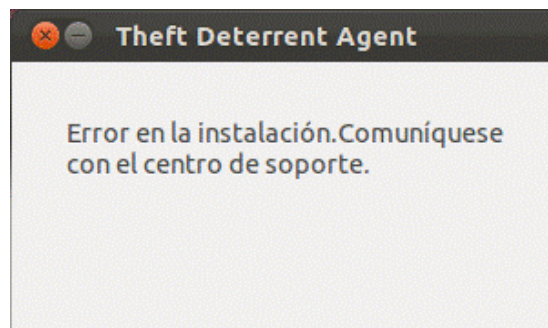 Theft Deterrent Agent
Error en la instalación.Comuníquese
con el centro de soporte.